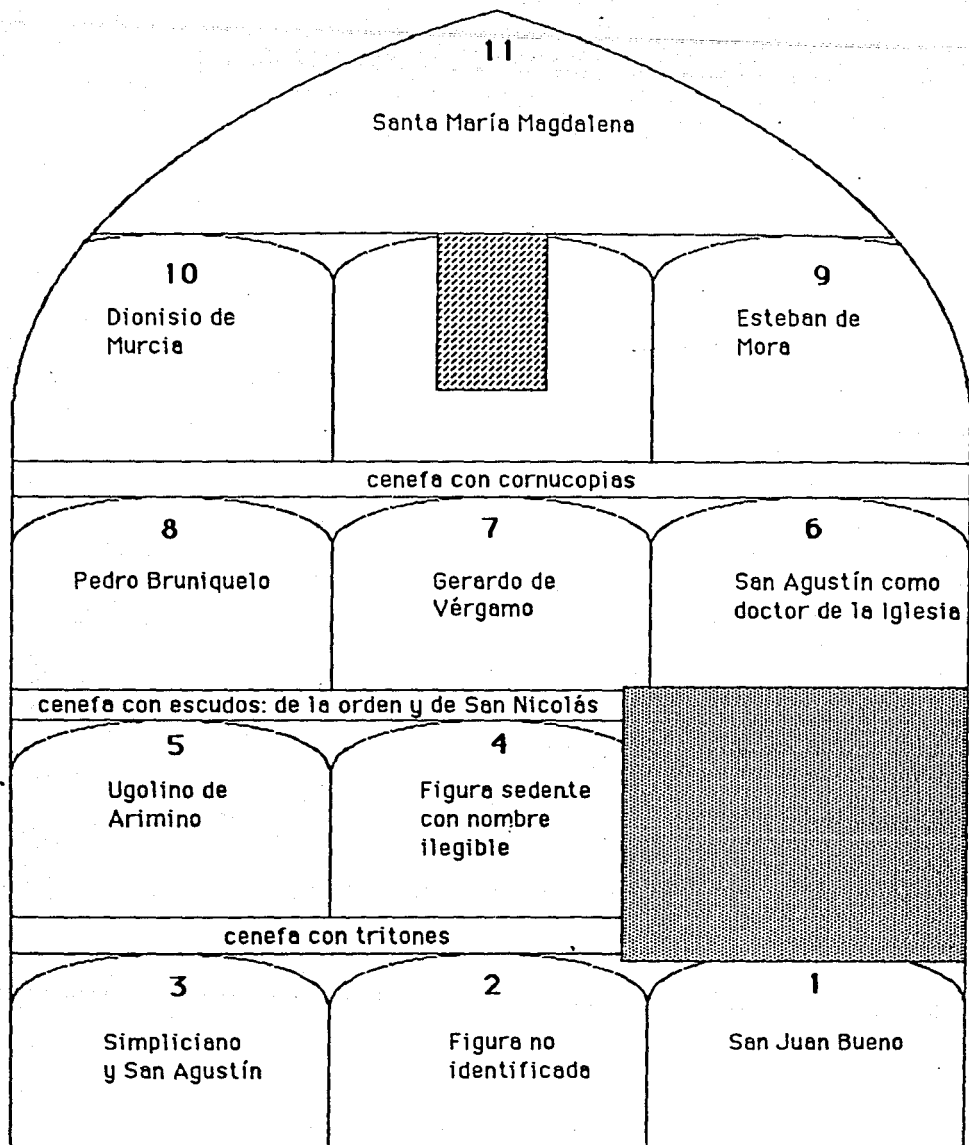 11
Santa María Magdalena
10
Dionisio de
Murcia
9
Esteban de
Mora
cenefa con cornucopias
8
Pedro Bruniquelo
7
Gerardo de
Vérgamo
6
San Agustín como
doctor de la Iglesia
cenefa con escudos: de la orden y de San Nicolás
5
Ugolino de
Arimino
4
Figura sedente
con nombre
ilegible
cenefa con tritones
3
Simpliciano
y San Agustín
2
Figura no
identificada
1
San Juan Bueno